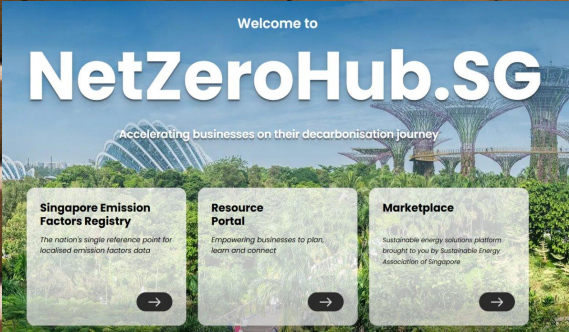 Welcome to
NetZeroHub.SG
Accelerating businesses on their decarbonisation journey
Singapore Emission
Factors Registry
The nation's single reference point for
localised emission factors data
Resource
Portal
Empowering businesses to plan,
learn and connect
Marketplace
Sustainable energy solutions platform
brought to you by Sustainable Energy
Association of Singapore